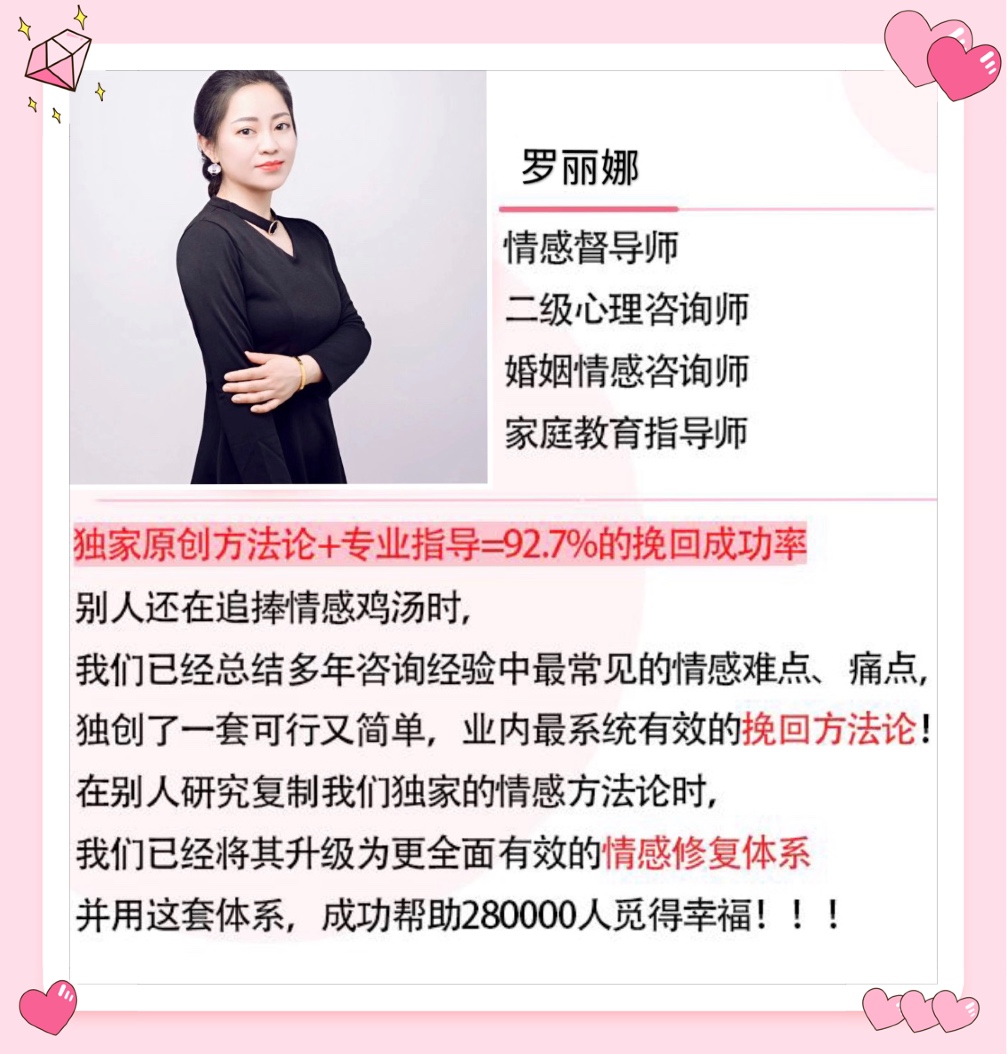 罗丽娜
情感督导师
二级心理咨询师
婚姻情感咨询师
家庭教育指导师
独家原创方法论+专业指导=92.7%的挽回成功率
别人还在追捧情感鸡汤时,
我们已经总结多年咨询经验中最常见的情感难点、痛点,
独创了一套可行又简单，业内最系统有效的挽回方法论！
在别人研究复制我们独家的情感方法论时,
我们已经将其升级为更全面有效的情感修复体系
并用这套体系，成功帮助280000人觅得幸福！！！